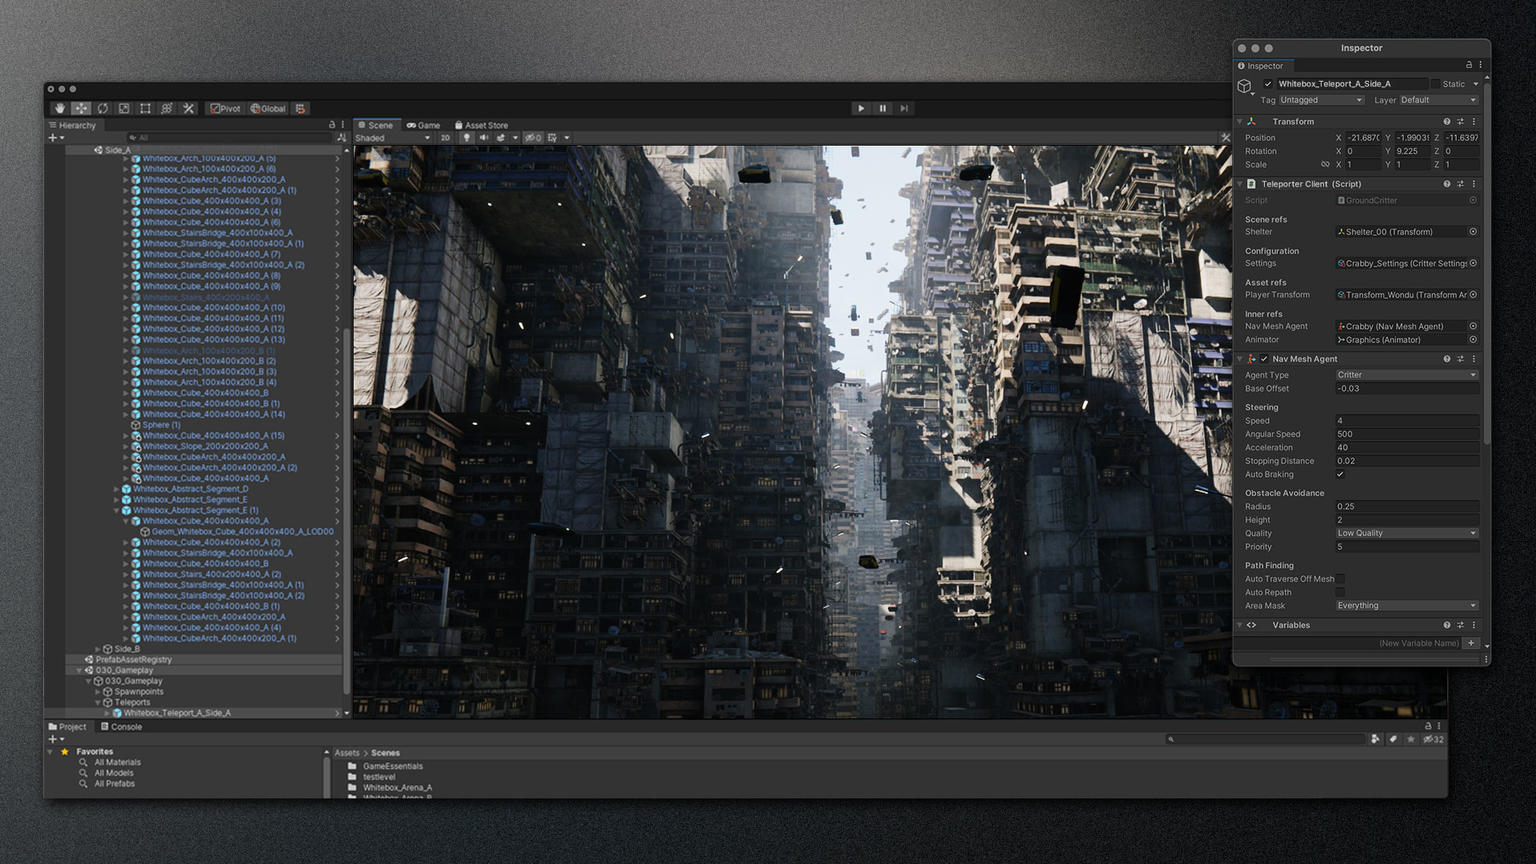 Pivot Global
Hierarchy
All
Side_A
Whitebox_Arch_100x400x200_A (5)
Whitebox_Arch_100x400x200_A (6)
Whitebox_CubeArch_400x400x200_A
Whitebox_CubeArch_400x400x200_A (1)
Whitebox_Cube_400x400x400_A (3)
Whitebox_Cube_400x400x400_A (4)
Whitebox_Cube_400x400x400_A (6)
Whitebox_StairsBridge_400x100x400_A
Whitebox_StairsBridge_400x100x400_A (1)
Whitebox_Cube_400x400x400_A (7)
Whitebox_StairsBridge_400x100x400_A (2)
Whitebox_Cube_400x400x400_A (8)
Whitebox_Cube_400x400x400_A (9)
Whitebox_Stairs_400x200x400_A
Whitebox_Cube_400x400x400_A (10)
Whitebox_Cube_400x400x400_A (11)
Whitebox_Cube_400x400x400_A (12)
Whitebox_Cube_400x400x400_A (13)
Whitebox_Arch_100x400x200_B (1)
Whitebox_Arch_100x400x200_B (2)
Whitebox_Arch_100x400x200_B (3)
Whitebox_Arch_100x400x200_B (4)
Whitebox_Cube_400x400x400_B
Whitebox_Cube_400x400x400_B (1)
Whitebox_Cube_400x400x400_A (14)
Sphere (1)
Whitebox_Cube_400x400x400_A (15)
Whitebox_Slope_200x200x200_A
Whitebox_CubeArch_400x400x200_A
Whitebox_CubeArch_400x400x200_A (2)
Whitebox_Cube_400x400x400_A
Whitebox_Abstract_Segment_D
Whitebox_Abstract_Segment_E
Whitebox_Abstract_Segment_E (1)
Whitebox_Cube_400x400x400_A
Geom_Whitebox_Cube_400x400x400_A_LOD00
Whitebox_Cube_400x400x400_A (2)
Whitebox_StairsBridge_400x100x400_A
Whitebox_Cube_400x400x400_B
Whitebox_Stairs_400x200x400_A (2)
Whitebox_StairsBridge_400x100x400_A (1)
Whitebox_StairsBridge_400x100x400_A (2)
Whitebox_Cube_400x400x400_B (1)
Whitebox_CubeArch_400x400x200_A
Whitebox_Cube_400x400x400_A (4)
Whitebox_CubeArch_400x400x200_A (1)
Side_B
PrefabAssetRegistry
030_Gameplay
030_Gameplay
Spawnpoints
Teleports
Whitebox_Teleport_A_Side_A
Scene Game Asset Store
Shaded 2D 0
Project Console
Favorites
All Materials
All Models
All Prefabs
Assets > Scenes
32
GameEssentials
testlevel
Whitebox_Arena_A
Whitebox_Arena_B
Inspector
Inspector
Whitebox_Teleport_A_Side_A Static
Tag Untagged Layer Default
Transform
Position X -21.687 Y -1.9903 Z -11.639
Rotation X 0 Y 9.225 Z 0
Scale X 1 Y 1 Z 1
Teleporter Client (Script)
Script GroundCritter
Scene refs
Shelter Shelter_00 (Transform)
Configuration
Settings Crabby_Settings (Critter Settings
Asset refs
Player Transform Transform_Wondu (Transform Ar
Inner refs
Nav Mesh Agent Crabby (Nav Mesh Agent)
Animator Graphics (Animator)
Nav Mesh Agent
Agent Type Critter
Base Offset -0.03
Steering
Speed 4
Angular Speed 500
Acceleration 40
Stopping Distance 0.02
Auto Braking
Obstacle Avoidance
Radius 0.25
Height 2
Quality Low Quality
Priority 5
Path Finding
Auto Traverse Off Mesh
Auto Repath
Area Mask Everything
Variables
(New Variable Name) +